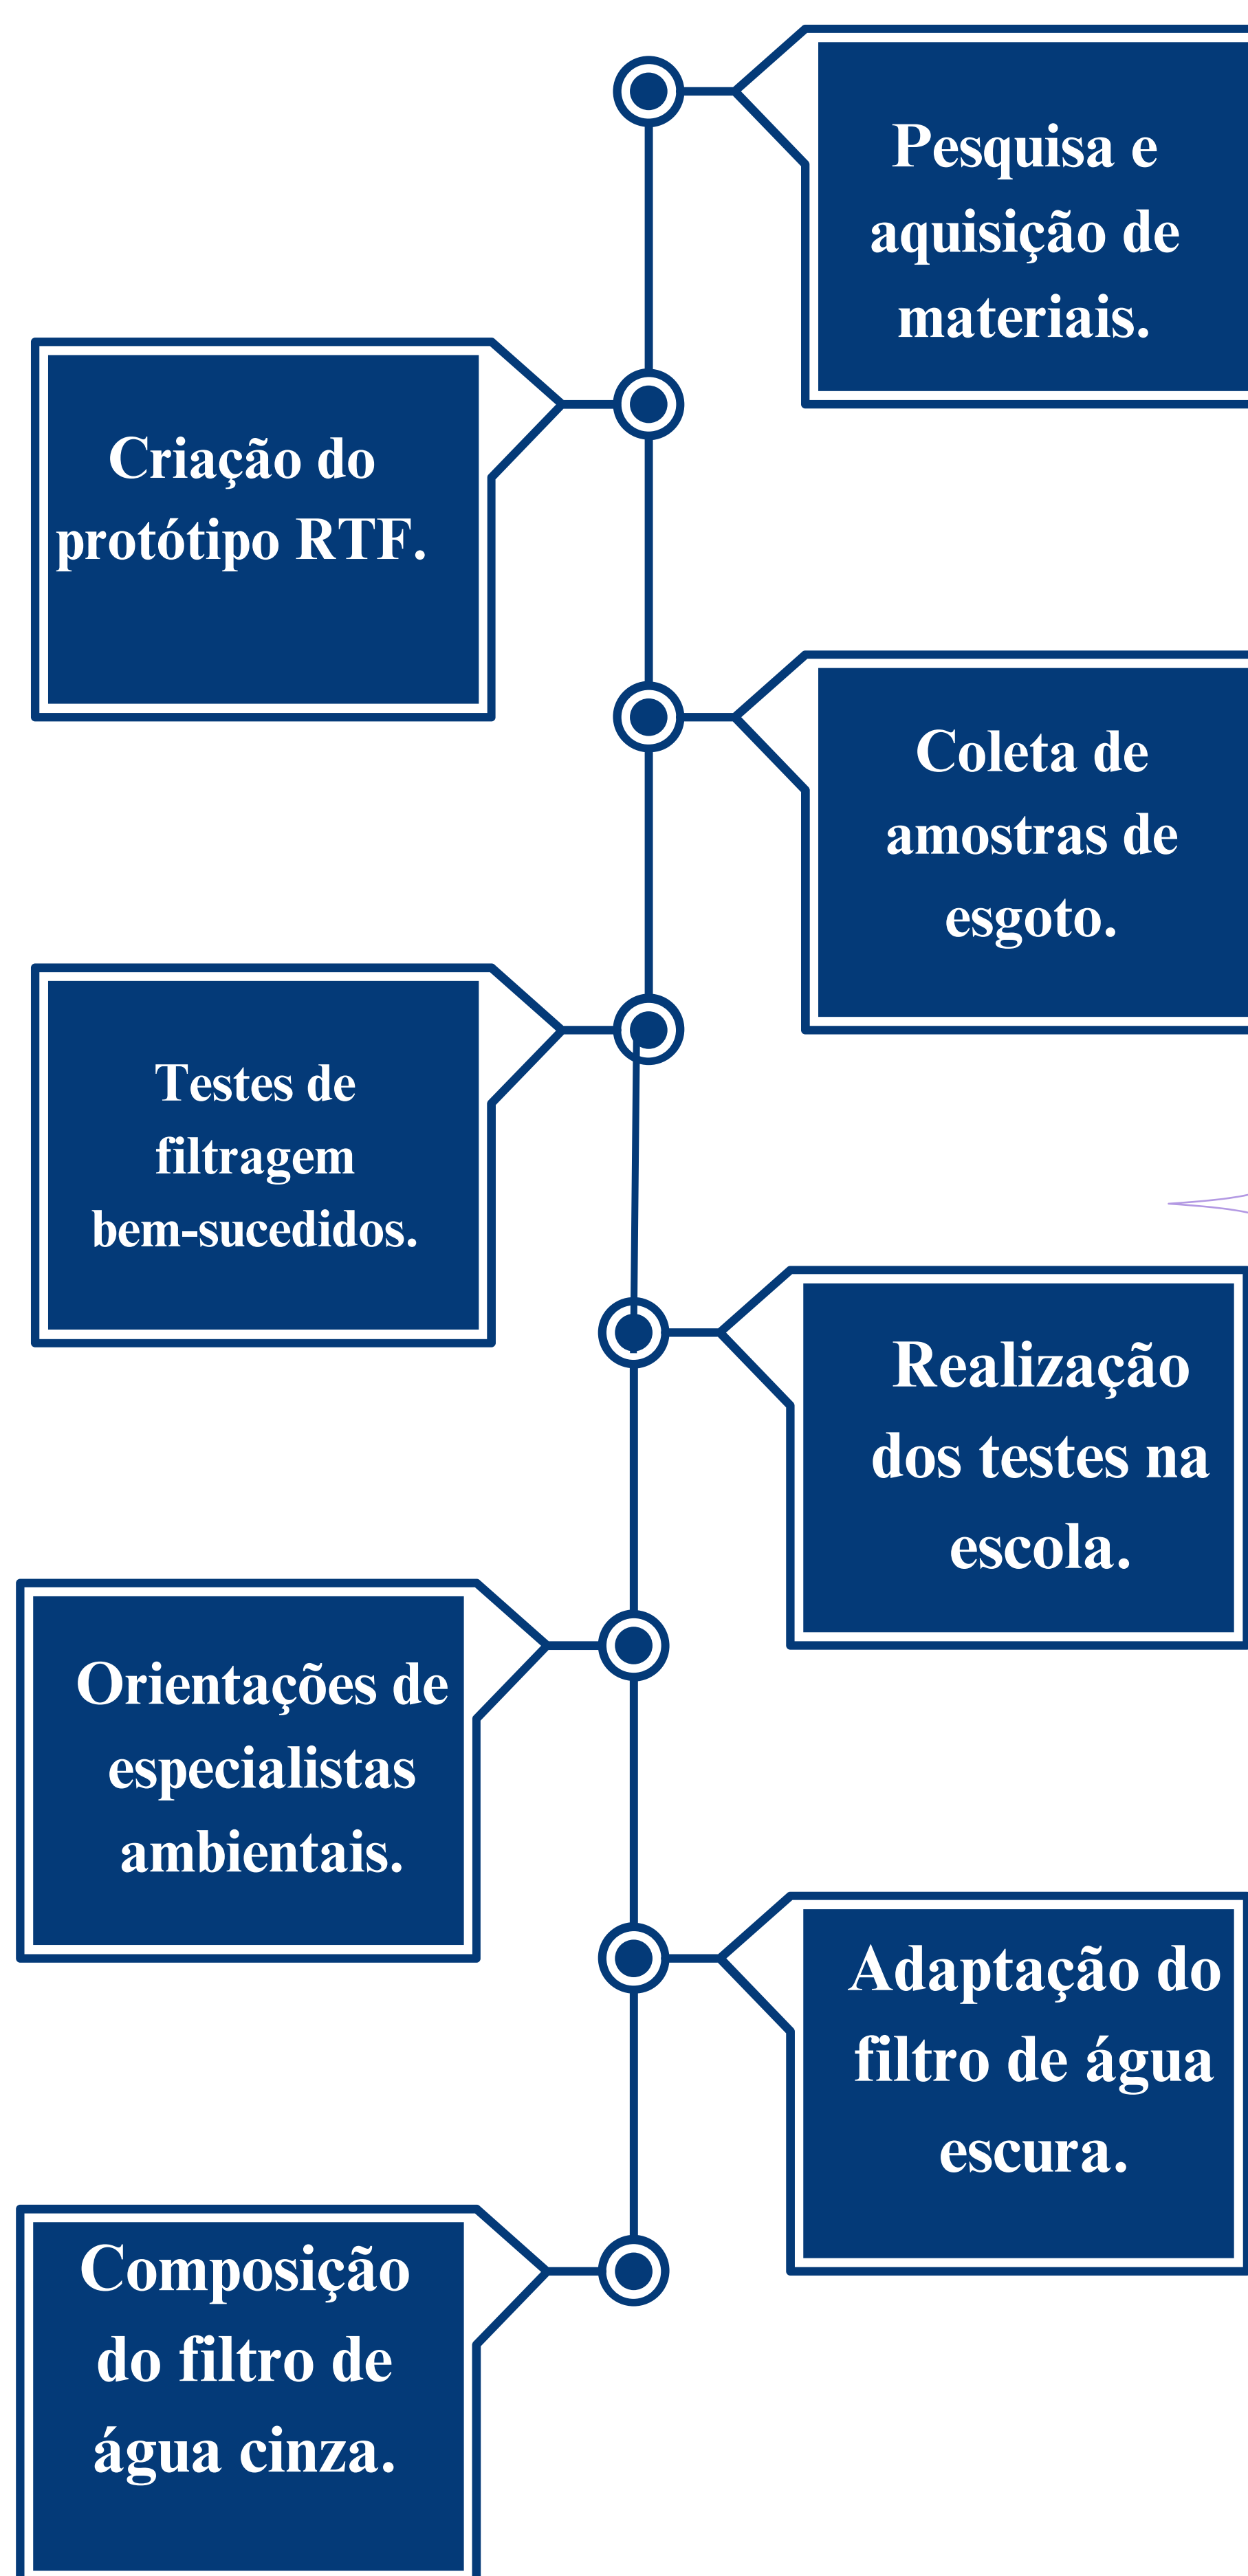 Pesquisa e
aquisição de
materiais.
Criação do
protótipo RTF.
Coleta de
amostras de
esgoto.
Testes de
filtragem
bem-sucedidos.
Realização
dos testes na
escola.
Orientações de
especialistas
ambientais.
Adaptação do
filtro de água
escura.
Composição
do filtro de
água cinza.